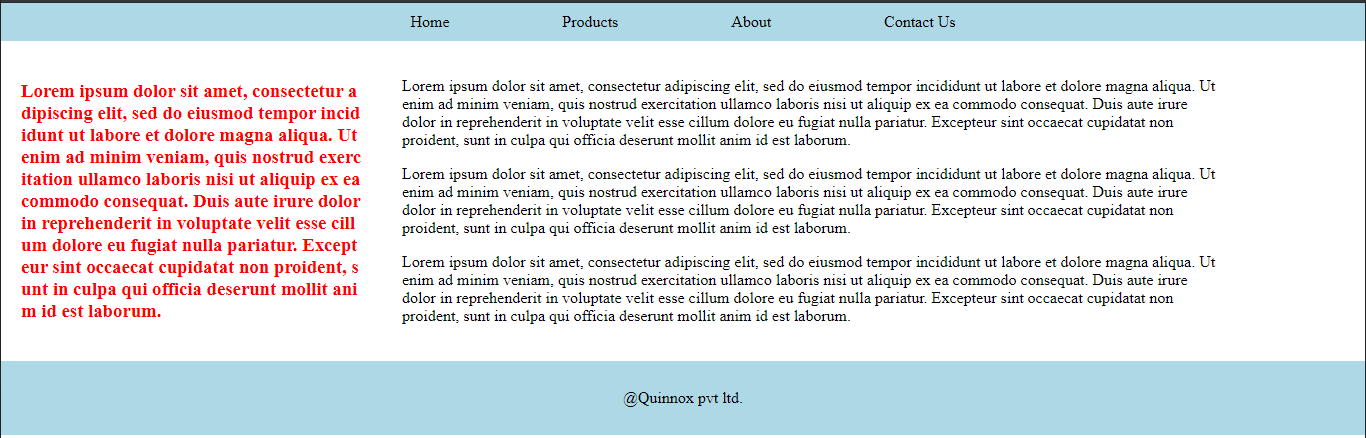 Home Products About Contact Us
Lorem ipsum dolor sit amet, consectetur a
dipiscing elit, sed do eiusmod tempor incid
idunt ut labore et dolore magna aliqua. Ut
enim ad minim veniam, quis nostrud exerc
itation ullamco laboris nisi ut aliquip ex ea
commodo consequat. Duis aute irure dolor
in reprehenderit in voluptate velit esse cill
um dolore eu fugiat nulla pariatur. Except
eur sint occaecat cupidatat non proident, s
unt in culpa qui officia deserunt mollit ani
m id est laborum.
Lorem ipsum dolor sit amet, consectetur adipiscing elit, sed do eiusmod tempor incididunt ut labore et dolore magna aliqua. Ut
enim ad minim veniam, quis nostrud exercitation ullamco laboris nisi ut aliquip ex ea commodo consequat. Duis aute irure
dolor in reprehenderit in voluptate velit esse cillum dolore eu fugiat nulla pariatur. Excepteur sint occaecat cupidatat non
proident, sunt in culpa qui officia deserunt mollit anim id est laborum.
Lorem ipsum dolor sit amet, consectetur adipiscing elit, sed do eiusmod tempor incididunt ut labore et dolore magna aliqua. Ut
enim ad minim veniam, quis nostrud exercitation ullamco laboris nisi ut aliquip ex ea commodo consequat. Duis aute irure
dolor in reprehenderit in voluptate velit esse cillum dolore eu fugiat nulla pariatur. Excepteur sint occaecat cupidatat non
proident, sunt in culpa qui officia deserunt mollit anim id est laborum.
Lorem ipsum dolor sit amet, consectetur adipiscing elit, sed do eiusmod tempor incididunt ut labore et dolore magna aliqua. Ut
enim ad minim veniam, quis nostrud exercitation ullamco laboris nisi ut aliquip ex ea commodo consequat. Duis aute irure
dolor in reprehenderit in voluptate velit esse cillum dolore eu fugiat nulla pariatur. Excepteur sint occaecat cupidatat non
proident, sunt in culpa qui officia deserunt mollit anim id est laborum.
@Quinnox pvt ltd.